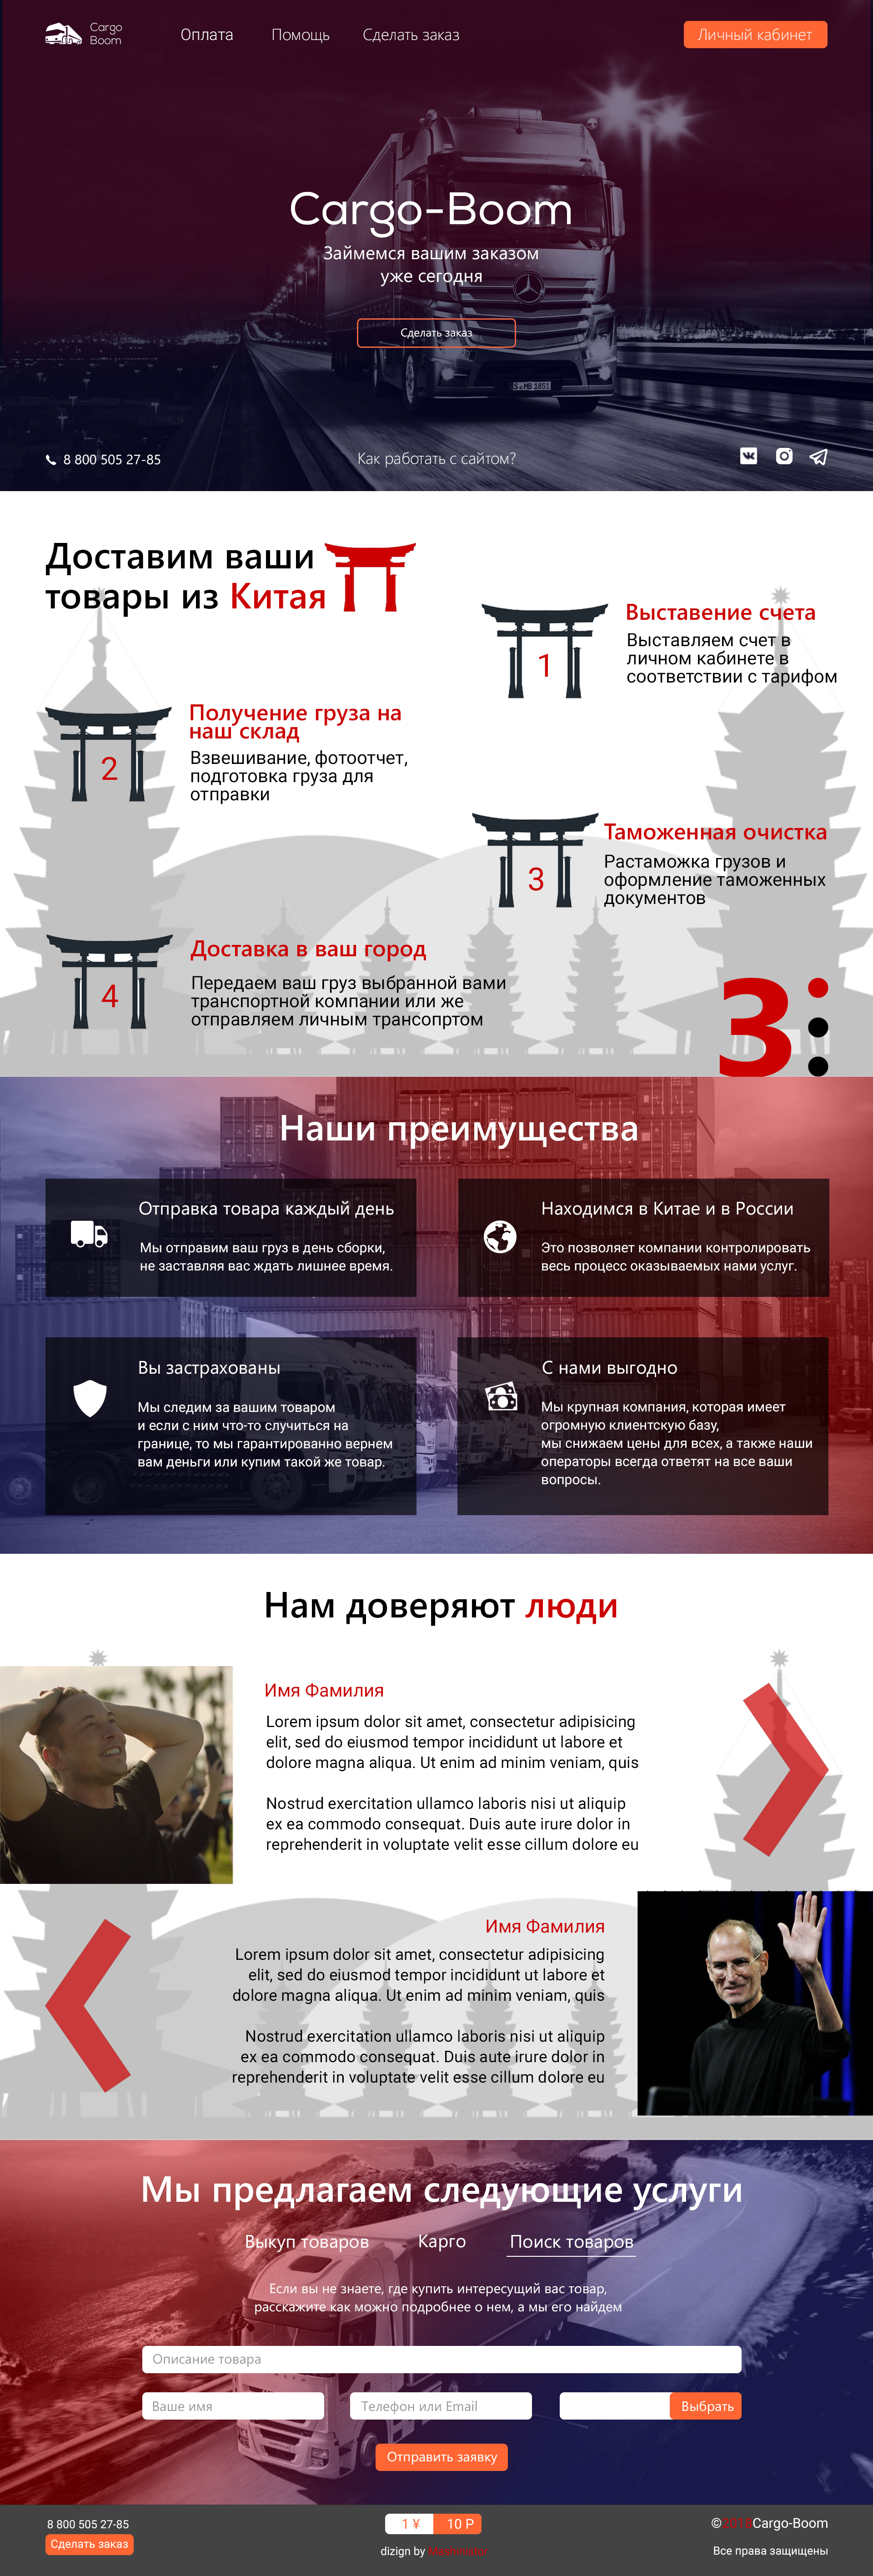 Cargo
Boom
Оплата
Помощь
Сделать заказ
Личный кабинет
Cargo-Boom
Займемся вашим заказом
уже сегодня
Сделать заказ
8 800 505 27-85
Как работать с сайтом?
Доставим ваши
товары из Китая
1
Выставение счета
Выставляем счет в
личном кабинете в
соответствии с тарифом
2
Получение груза на
наш склад
Взвешивание, фотоотчет,
подготовка груза для
отправки
3
Таможенная очистка
Растаможка грузов и
оформление таможенных
документов
4
Доставка в ваш город
Передаем ваш груз выбранной вами
транспортной компании или же
отправляем личным трансопртом
3
Наши преимущества
Отправка товара каждый день
Мы отправим ваш груз в день сборки,
не заставляя вас ждать лишнее время.
Находимся в Китае и в России
Это позволяет компании контролировать
весь процесс оказываемых нами услуг.
Вы застрахованы
Мы следим за вашим товаром
и если с ним что-то случиться на
границе, то мы гарантированно вернем
вам деньги или купим такой же товар.
С нами выгодно
Мы крупная компания, которая имеет
огромную клиентскую базу,
мы снижаем цены для всех, а также наши
операторы всегда ответят на все ваши
вопросы.
Нам доверяют люди
Имя Фамилия
Lorem ipsum dolor sit amet, consectetur adipisicing
elit, sed do eiusmod tempor incididunt ut labore et
dolore magna aliqua. Ut enim ad minim veniam, quis
Nostrud exercitation ullamco laboris nisi ut aliquip
ex ea commodo consequat. Duis aute irure dolor in
reprehenderit in voluptate velit esse cillum dolore eu
Имя Фамилия
Lorem ipsum dolor sit amet, consectetur adipisicing
elit, sed do eiusmod tempor incididunt ut labore et
dolore magna aliqua. Ut enim ad minim veniam, quis
Nostrud exercitation ullamco laboris nisi ut aliquip
ex ea commodo consequat. Duis aute irure dolor in
reprehenderit in voluptate velit esse cillum dolore eu
Мы предлагаем следующие услуги
Выкуп товаров
Карго
Поиск товаров
Если вы не знаете, где купить интересущий вас товар,
расскажите как можно подробнее о нем, а мы его найдем
Описание товара
Ваше имя
Телефон или Email
Выбрать
Отправить заявку
8 800 505 27-85
Сделать заказ
1 ¥
10 Р
dizign by
©
Cargo-Boom
Все права защищены